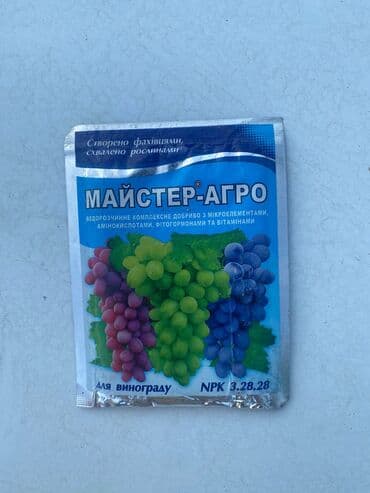 Створено фахівцями,
схвалено рослинами
МАЙСТЕР®-АГРО
ВОДОРОЗЧИННЕ КОМПЛЕКСНЕ ДОБРИВО З МІКРОЕЛЕМЕНТАМИ,
АМІНОКИСЛОТАМИ, ФІТОГОРМОНАМИ ТА ВІТАМІНАМИ
для винограду NPK 3.28.28